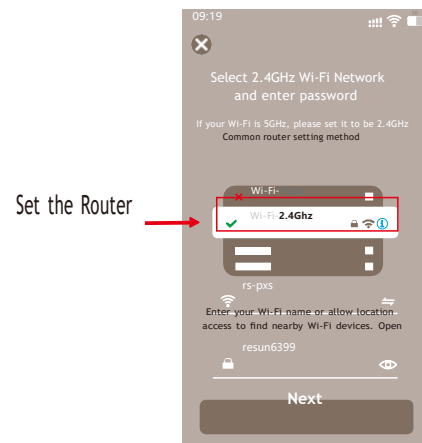 09:19
Select 2.4GHz Wi-Fi Network
and enter password
If your Wi-Fi is 5GHz, please set it to be 2.4GHz
Common router setting method
Wi-Fi-
Set the Router
Wi-Fi-2.4Ghz
rs-pxs
Enter your Wi-Fi name or allow location
access to find nearby Wi-Fi devices. Open
resun6399
Next